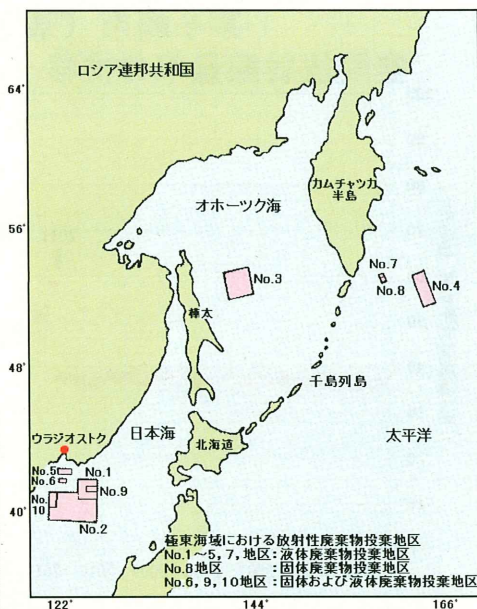 ロシア連邦共和国
64°
カムチャツカ
半島
オホーツク海
56°
No.3
No.7
No.8
No.4
樺太
48°
千島列島
ウラジオストク
日本海
北海道
太平洋
No.5
No.1
No.6
No.9
No.
10
40°
No.2
極東海域における放射性廃棄物投棄地区
No.1～5,7,地区：液体廃棄物投棄地区
No.8地区　　：固体廃棄物投棄地区
No.6,9,10地区：固体および液体廃棄物投棄地区
122°
144°
166°